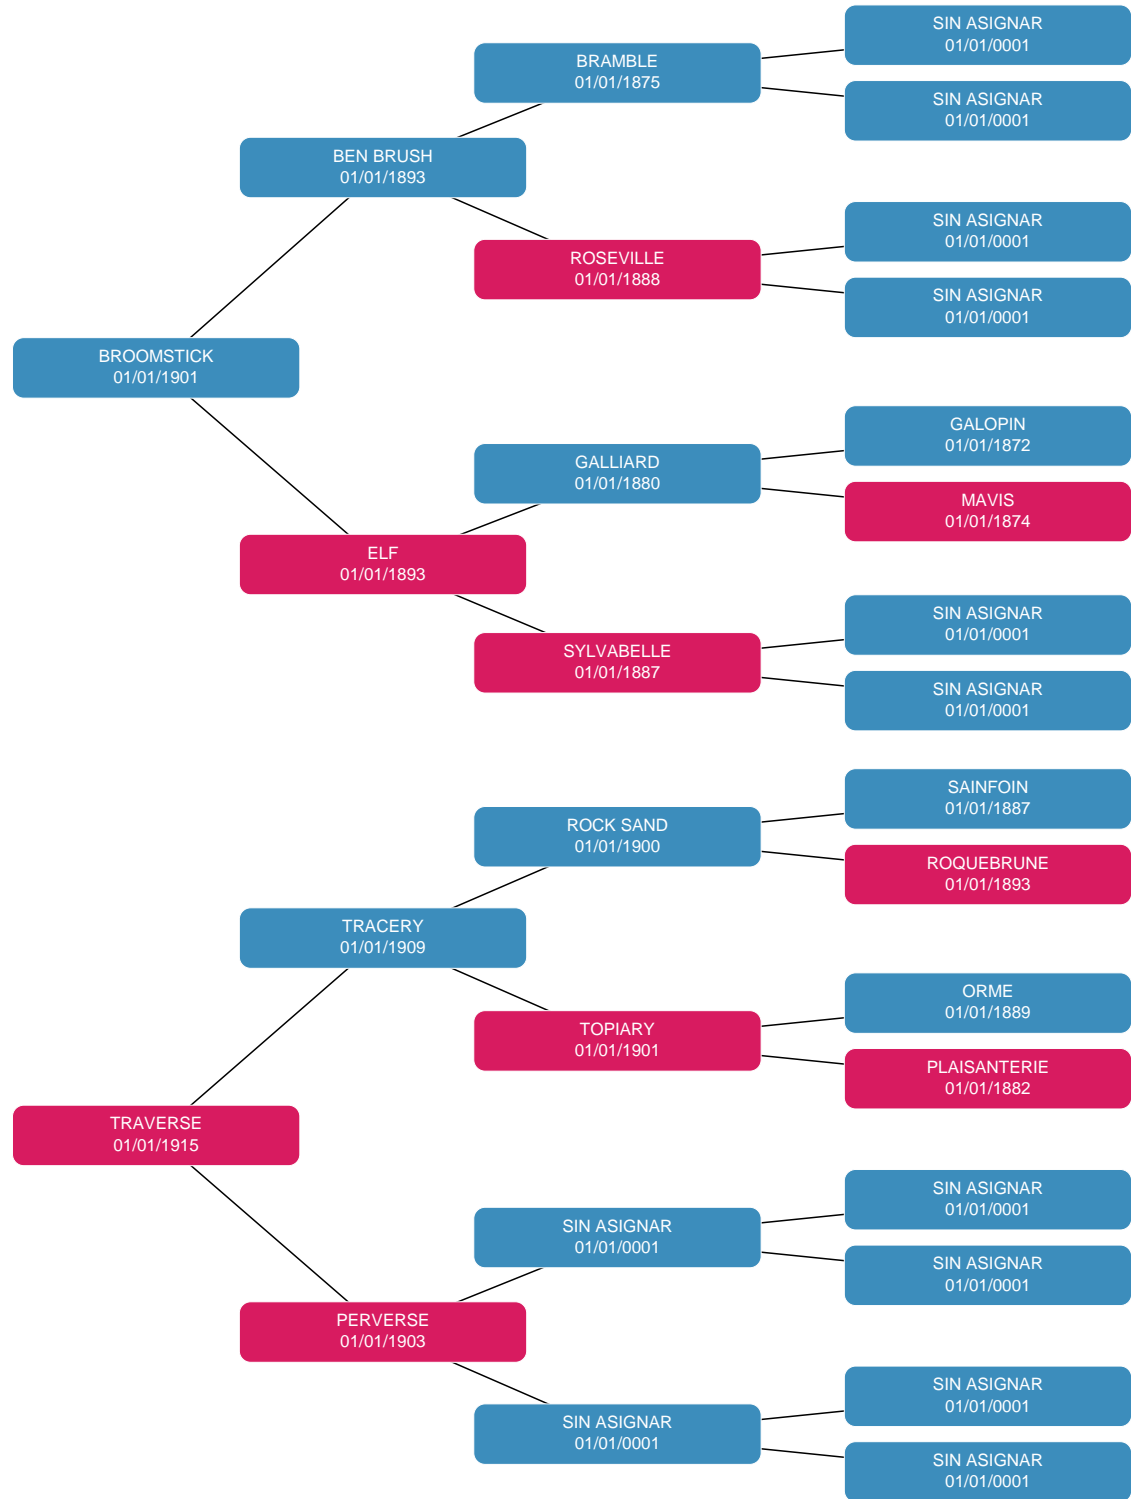 SIN ASIGNAR
01/01/0001
BRAMBLE
01/01/1875
SIN ASIGNAR
01/01/0001
BEN BRUSH
01/01/1893
SIN ASIGNAR
01/01/0001
ROSEVILLE
01/01/1888
SIN ASIGNAR
01/01/0001
BROOMSTICK
01/01/1901
GALOPIN
01/01/1872
GALLIARD
01/01/1880
MAVIS
01/01/1874
ELF
01/01/1893
SIN ASIGNAR
01/01/0001
SYLVABELLE
01/01/1887
SIN ASIGNAR
01/01/0001
SAINFOIN
01/01/1887
ROCK SAND
01/01/1900
ROQUEBRUNE
01/01/1893
TRACERY
01/01/1909
ORME
01/01/1889
TOPIARY
01/01/1901
PLAISANTERIE
01/01/1882
TRAVERSE
01/01/1915
SIN ASIGNAR
01/01/0001
SIN ASIGNAR
01/01/0001
SIN ASIGNAR
01/01/0001
PERVERSE
01/01/1903
SIN ASIGNAR
01/01/0001
SIN ASIGNAR
01/01/0001
SIN ASIGNAR
01/01/0001